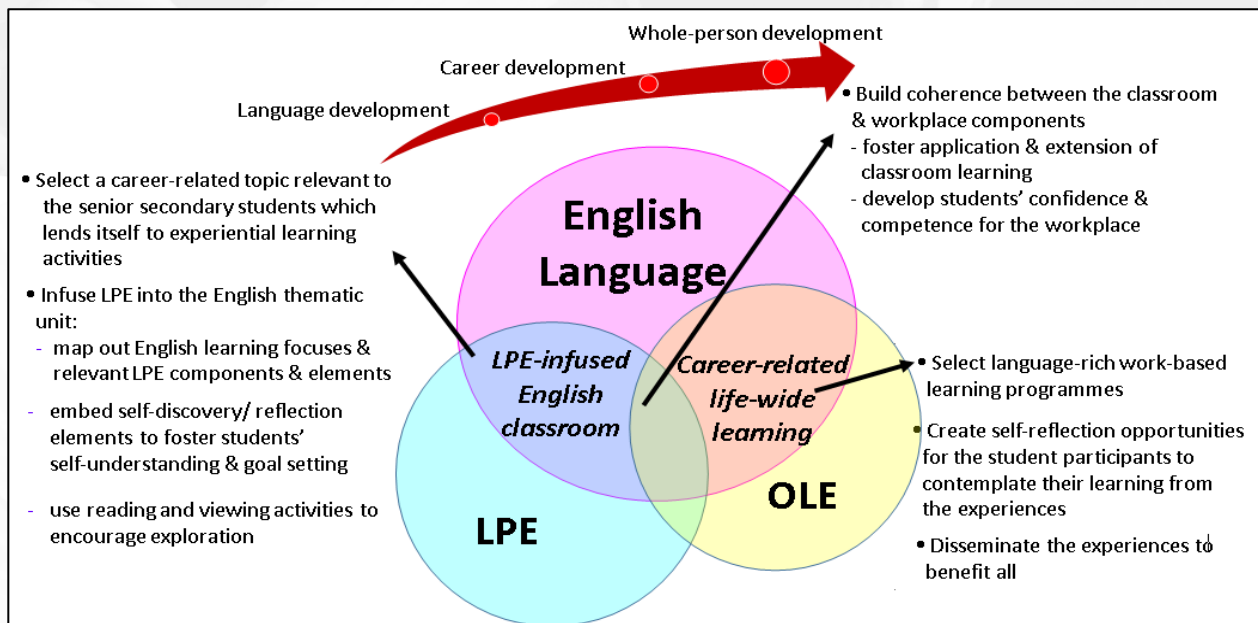 Whole-person development
Career development
Language development
• Select a career-related topic relevant to
the senior secondary students which
lends itself to experiential learning
activities
• Infuse LPE into the English thematic
unit:
- map out English learning focuses &
relevant LPE components & elements
- embed self-discovery/ reflection
elements to foster students'
self-understanding & goal setting
- use reading and viewing activities to
encourage exploration
English
Language
LPE-infused
English
classroom
Career-related
life-wide
learning
LPE
OLE
• Build coherence between the classroom
& workplace components
- foster application & extension of
classroom learning
- develop students' confidence &
competence for the workplace
• Select language-rich work-based
learning programmes
• Create self-reflection opportunities
for the student participants to
contemplate their learning from
the experiences
• Disseminate the experiences to
benefit all